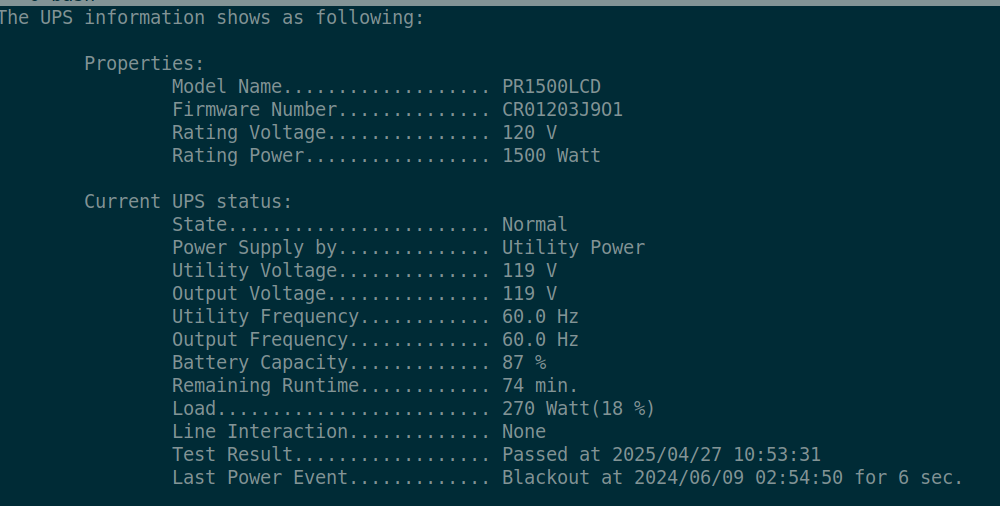 The UPS information shows as following:
Properties:
Model Name................... PR1500LCD
Firmware Number.............. CR01203J9O1
Rating Voltage............... 120 V
Rating Power................. 1500 Watt
Current UPS status:
State........................ Normal
Power Supply by.............. Utility Power
Utility Voltage.............. 119 V
Output Voltage............... 119 V
Utility Frequency............ 60.0 Hz
Output Frequency............. 60.0 Hz
Battery Capacity............. 87 %
Remaining Runtime............ 74 min.
Load......................... 270 Watt(18 %)
Line Interaction............. None
Test Result.................. Passed at 2025/04/27 10:53:31
Last Power Event............. Blackout at 2024/06/09 02:54:50 for 6 sec.